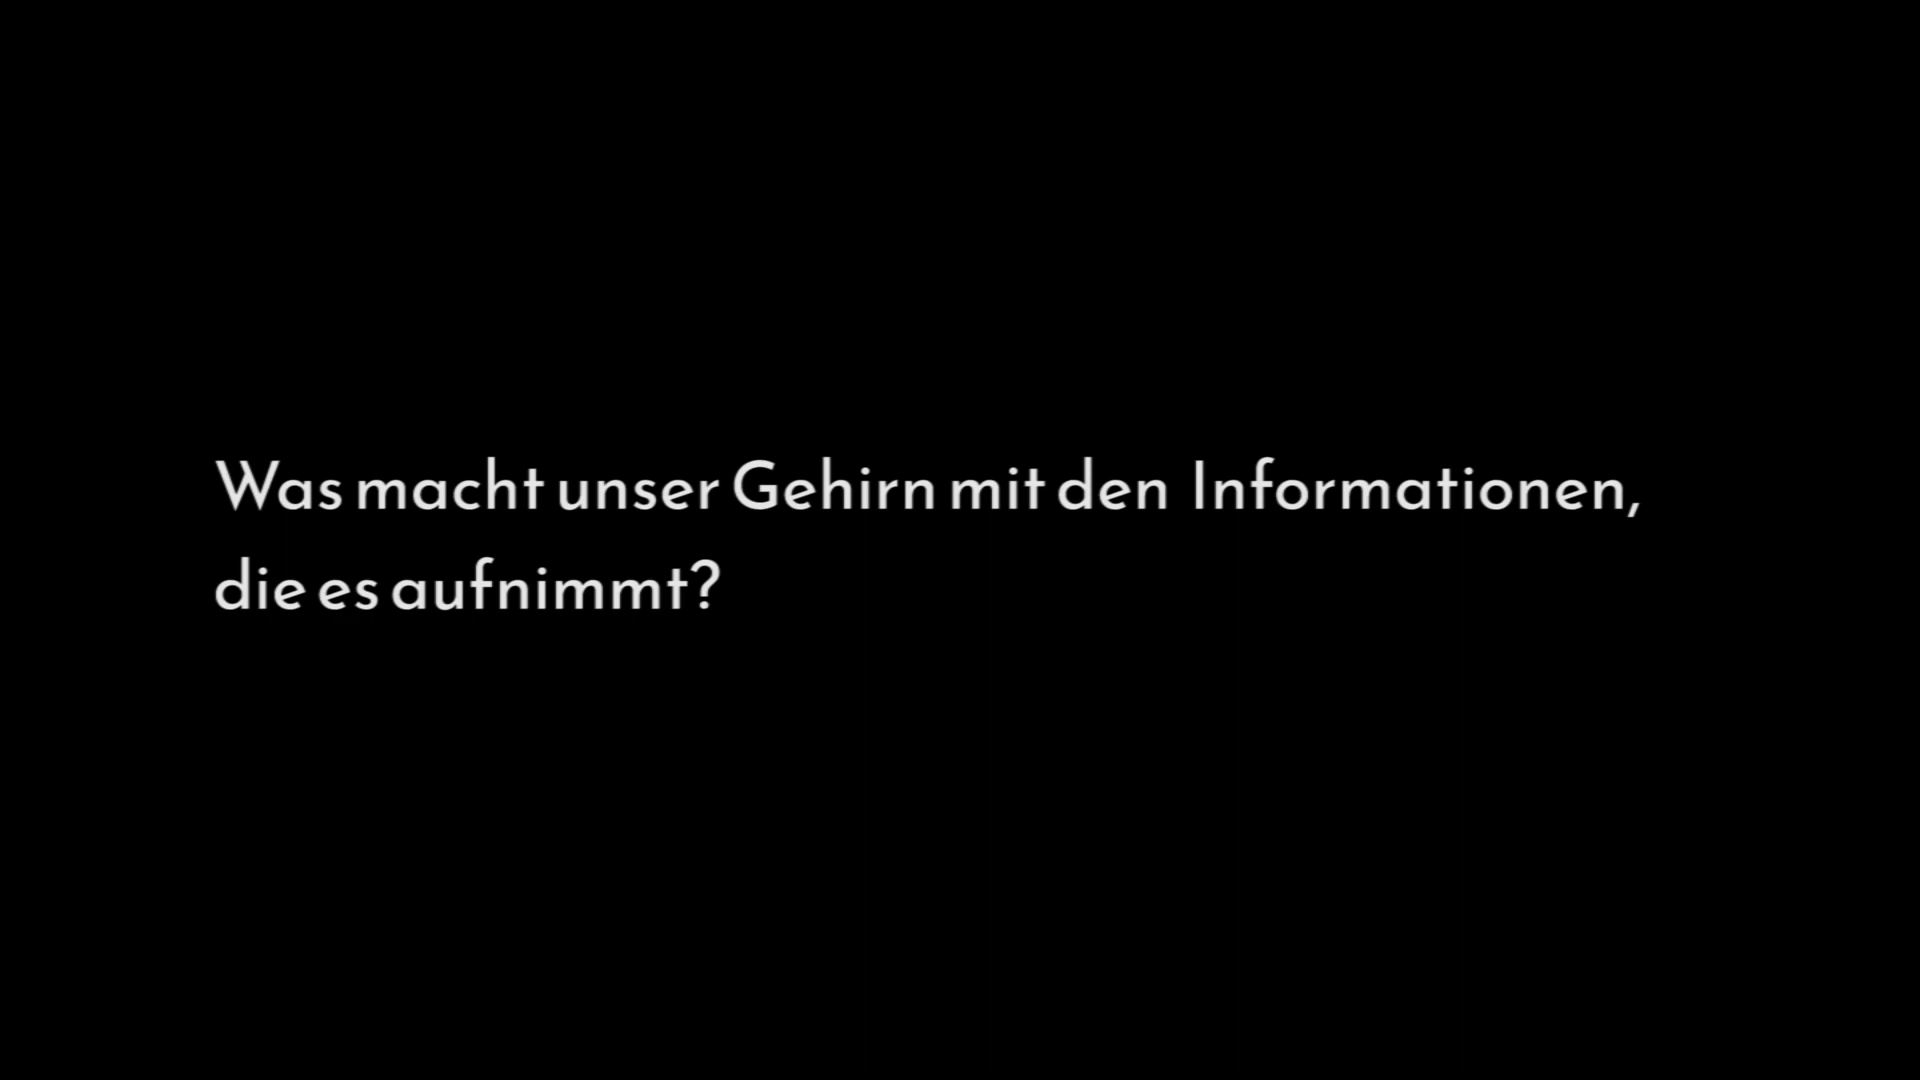 Was macht unser Gehirn mit den Informationen,
die es aufnimmt?